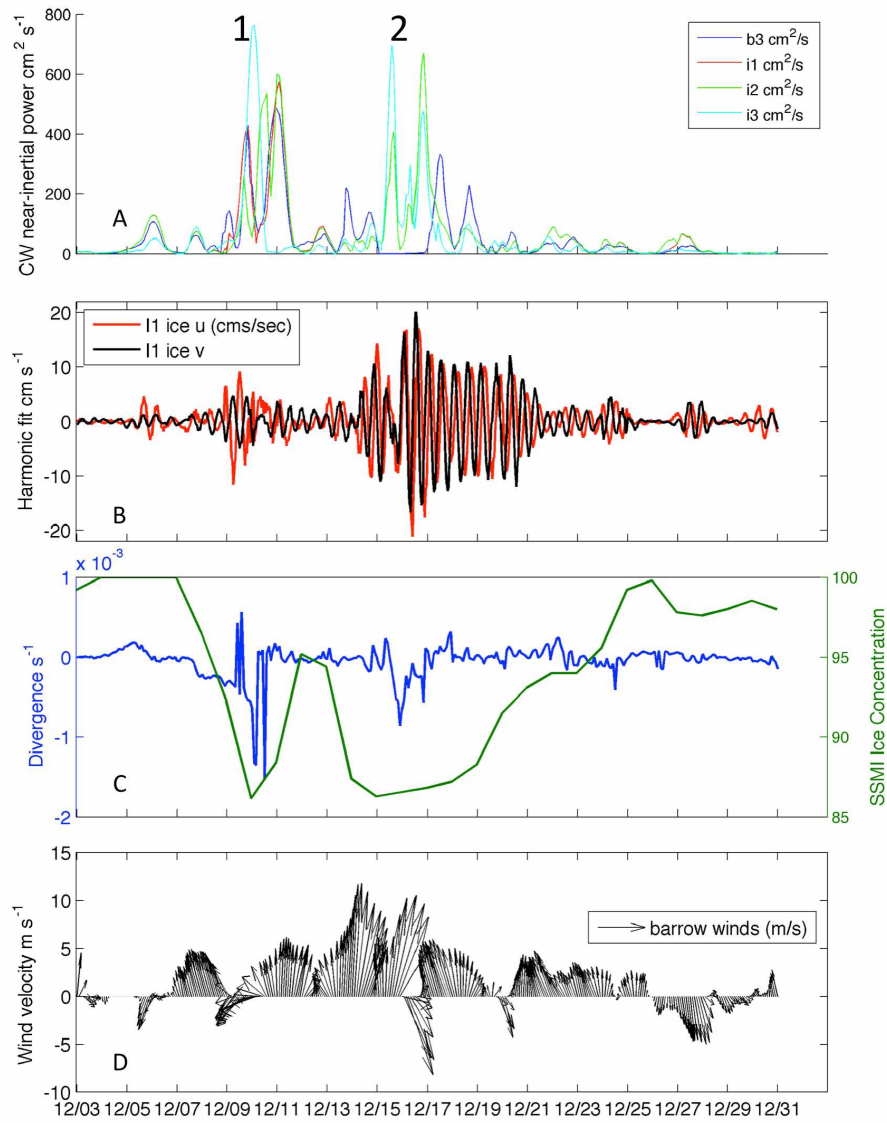 1 2
CW near-inertial power cm² s⁻¹
800
600
400
200
0
b3 cm²/s
i1 cm²/s
i2 cm²/s
i3 cm²/s
A
Harmonic fit cm s⁻¹
20
10
0
-10
-20
I1 ice u (cms/sec)
I1 ice v
B
x 10⁻³
Divergence s⁻¹
1
0
-1
-2
100
95
90
85
SSMI Ice Concentration
C
Wind velocity m s⁻¹
15
10
5
0
-5
-10
barrow winds (m/s)
D
12/03 12/05 12/07 12/09 12/11 12/13 12/15 12/17 12/19 12/21 12/23 12/25 12/27 12/29 12/31